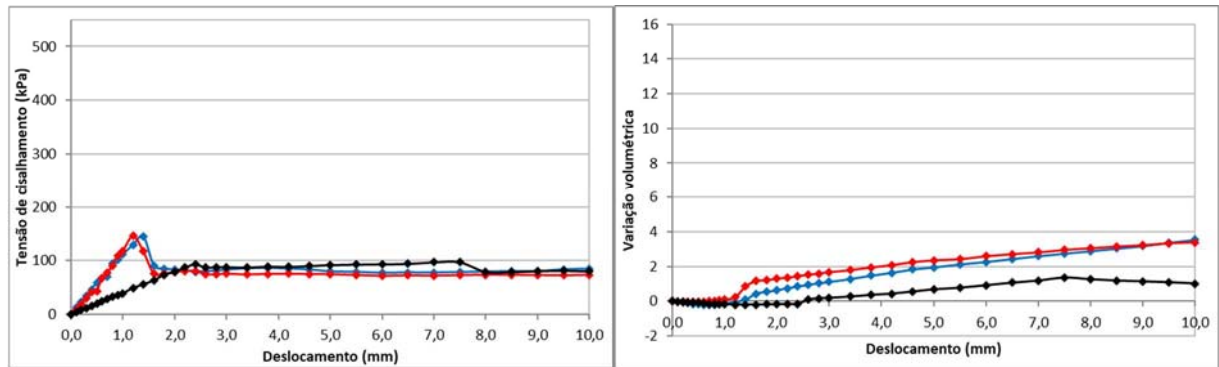 Tensão de cisalhamento (kPa)
500
400
300
200
100
0
0,0 1,0 2,0 3,0 4,0 5,0 6,0 7,0 8,0 9,0 10,0
Deslocamento (mm)
Variação volumétrica
16
14
12
10
8
6
4
2
0
-2
0,0 1,0 2,0 3,0 4,0 5,0 6,0 7,0 8,0 9,0 10,0
Deslocamento (mm)